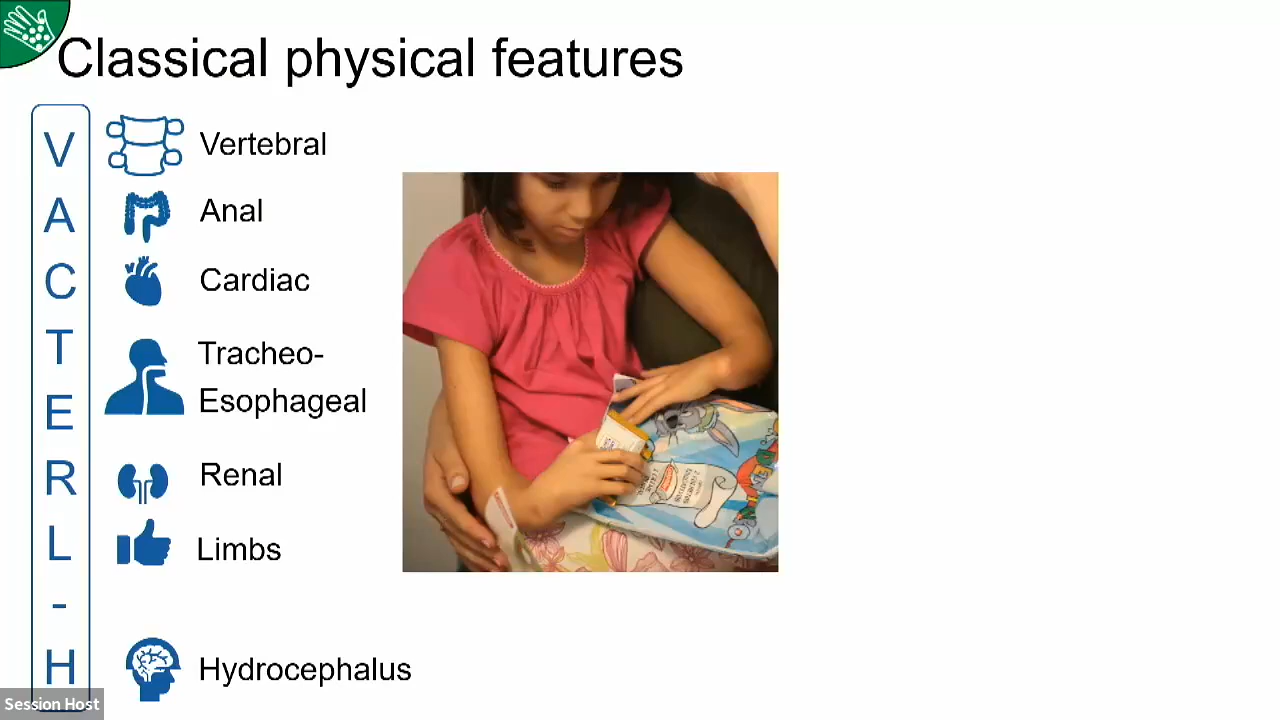 Classical physical features
V
A
C
T
E
R
L
-
H
Vertebral
Anal
Cardiac
Tracheo-
Esophageal
Renal
Limbs
Hydrocephalus
Session Host